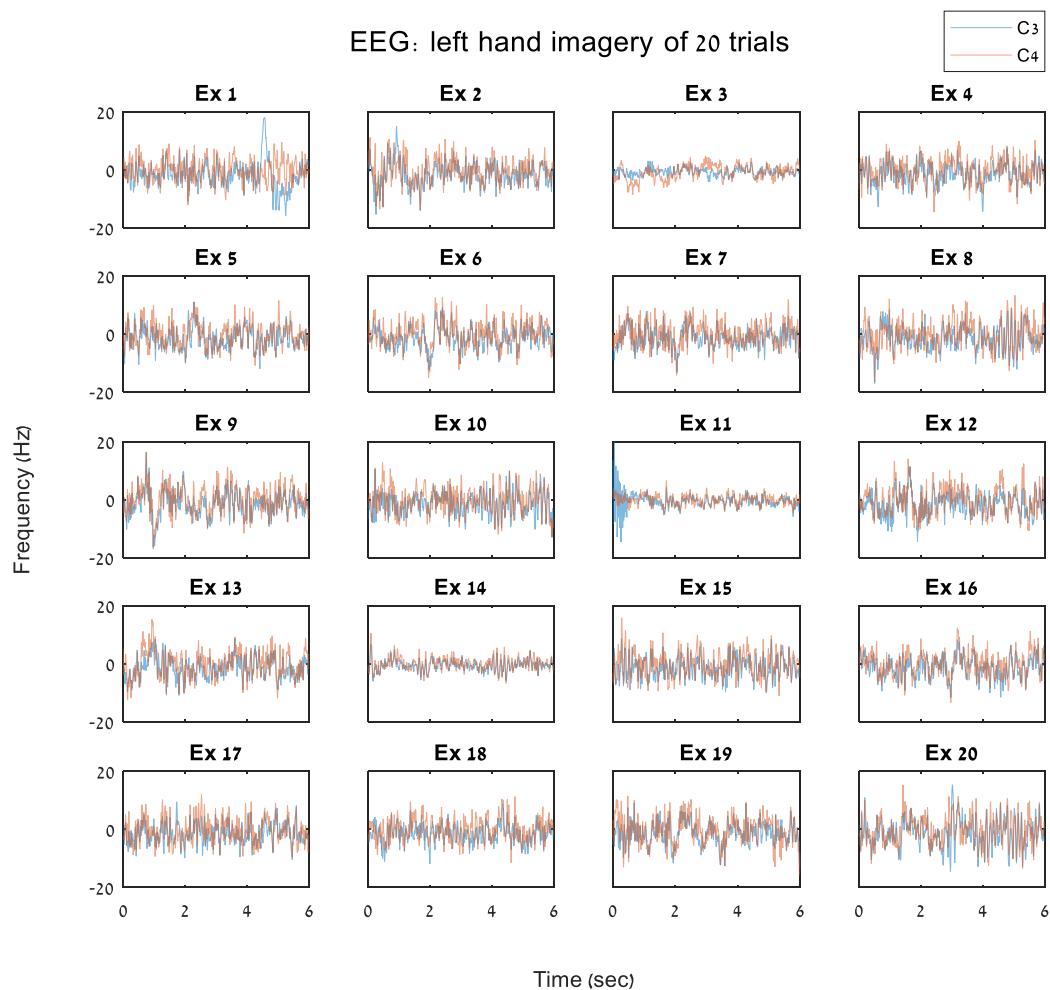 EEG: left hand imagery of 20 trials
C3
C4
Ex 1
Ex 2
Ex 3
Ex 4
20
0
-20
Ex 5
Ex 6
Ex 7
Ex 8
20
0
-20
Ex 9
Ex 10
Ex 11
Ex 12
20
0
-20
Ex 13
Ex 14
Ex 15
Ex 16
20
0
-20
Ex 17
Ex 18
Ex 19
Ex 20
20
0
-20
0 2 4 6
0 2 4 6
0 2 4 6
0 2 4 6
Frequency (Hz)
Time (sec)